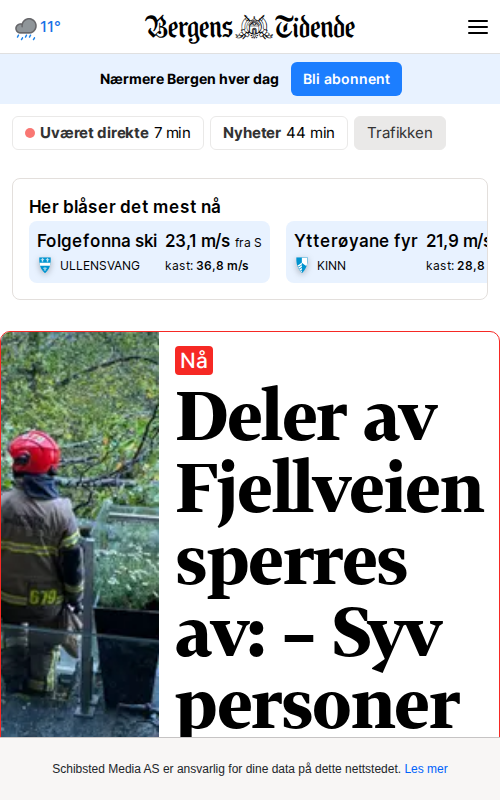 11°
Bergens Tidende
Nærmere Bergen hver dag
Bli abonnent
Uværet direkte 7 min
Nyheter 44 min
Trafikken
Her blåser det mest nå
Folgefonna ski 23,1 m/s fra S
ULLENSVANG kast: 36,8 m/s
Ytterøyane fyr 21,9 m/s
KINN kast: 28,8
Nå
Deler av
Fjellveien
sperres
av: – Syv
personer
679
Schibsted Media AS er ansvarlig for dine data på dette nettstedet. Les mer